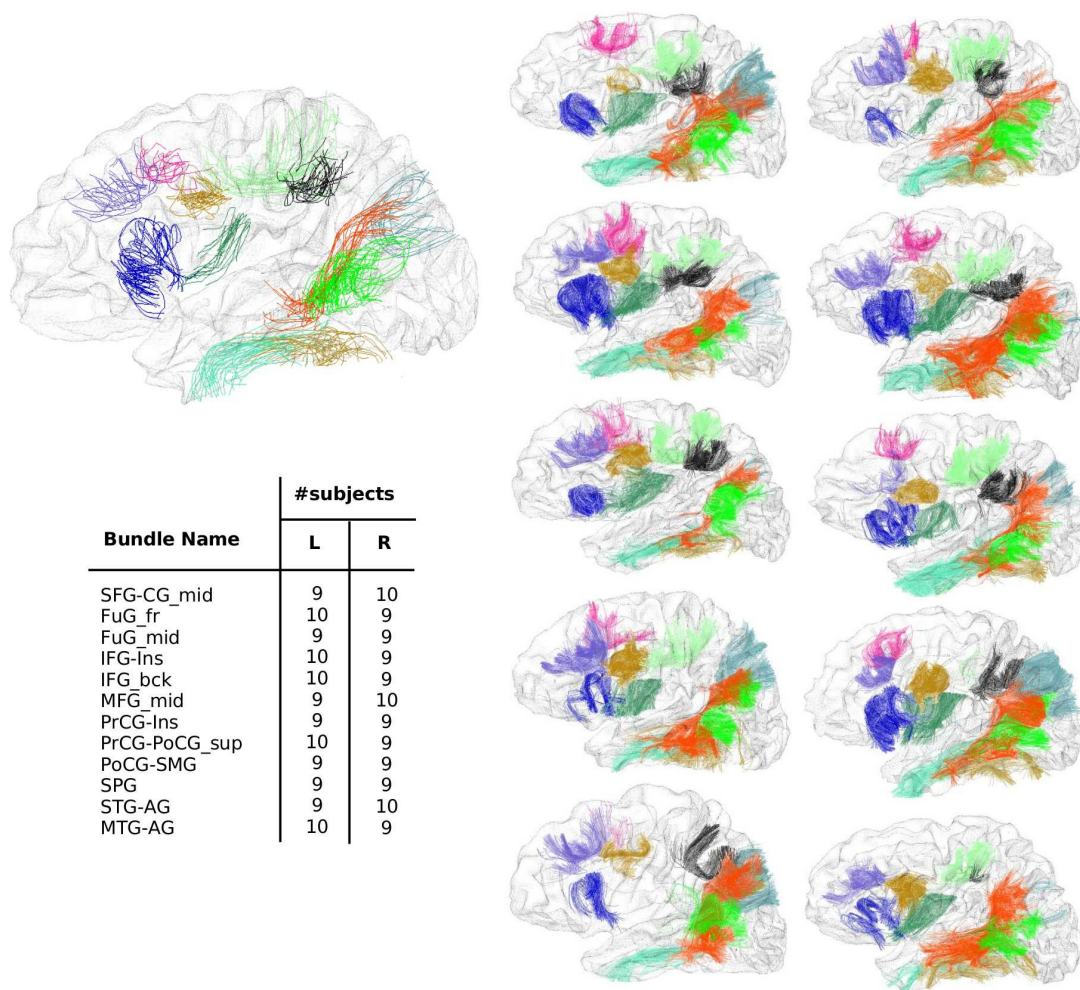 #subjects
Bundle Name L R
SFG-CG_mid 9 10
FuG_fr 10 9
FuG_mid 9 9
IFG-Ins 10 9
IFG_bck 10 9
MFG_mid 9 10
PrCG-Ins 9 9
PrCG-PoCG_sup 10 9
PoCG-SMG 9 9
SPG 9 9
STG-AG 9 10
MTG-AG 10 9